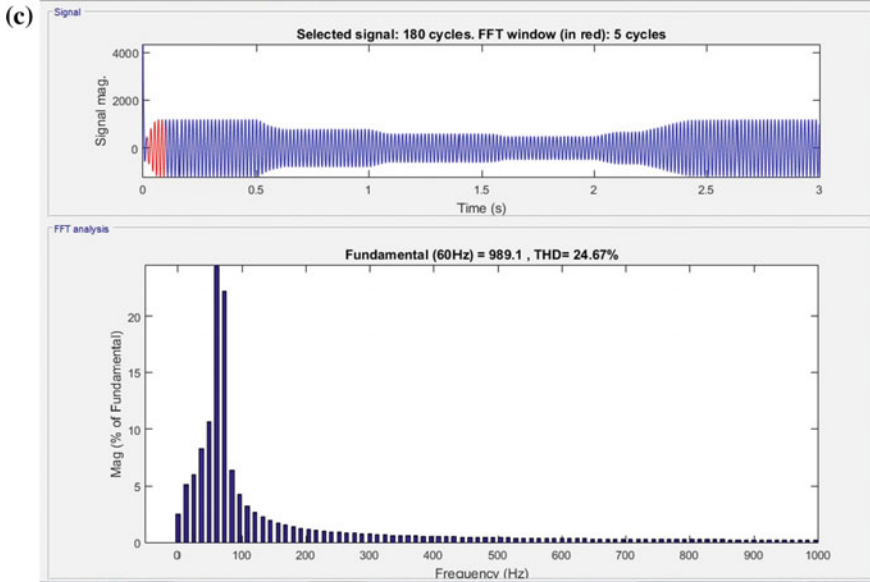 (c)
Signal
Selected signal: 180 cycles. FFT window (in red): 5 cycles
Signal mag.
4000
2000
0
0 0.5 1 1.5 2 2.5 3
Time (s)
FFT analysis
Fundamental (60Hz) = 989.1 , THD= 24.67%
Mag (% of Fundamental)
20
15
10
5
0
0 100 200 300 400 500 600 700 800 900 1000
Frequency (Hz)